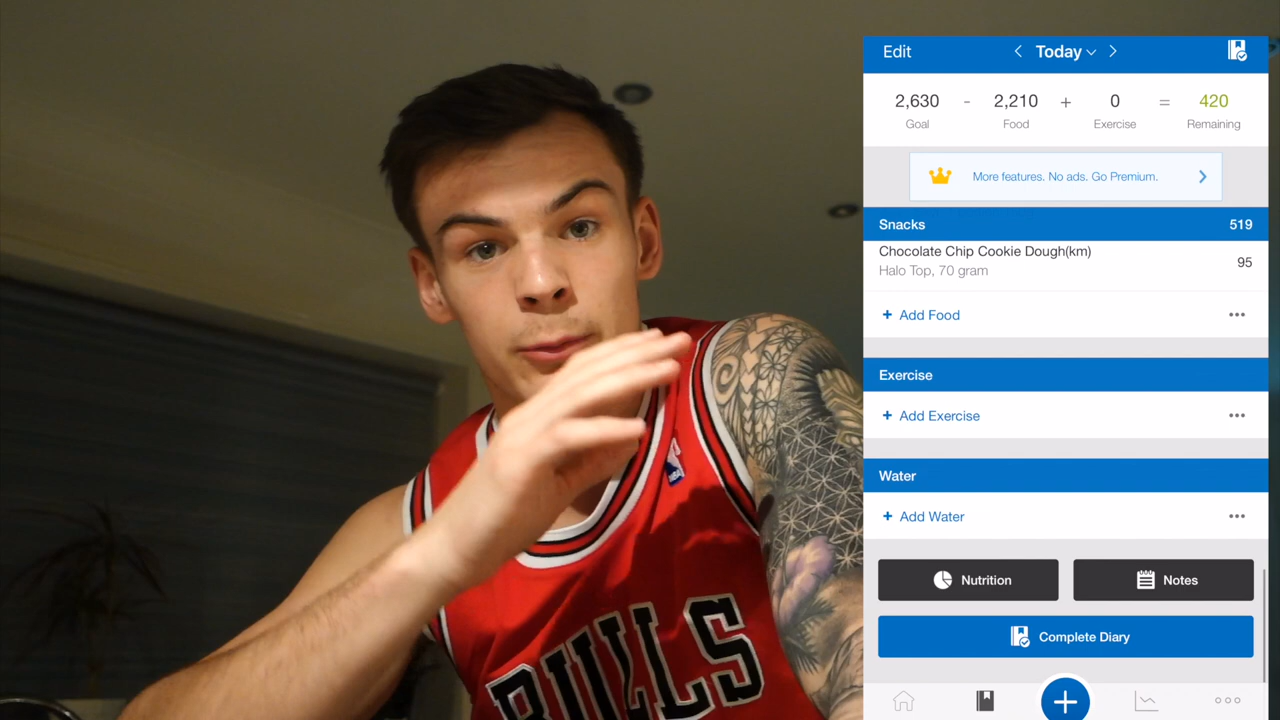 Edit
Today
2,630 - 2,210 + 0 = 420
Goal Food Exercise Remaining
More features. No ads. Go Premium.
Snacks 519
Chocolate Chip Cookie Dough(km)
Halo Top, 70 gram
95
+ Add Food
Exercise
+ Add Exercise
Water
+ Add Water
Nutrition
Notes
Complete Diary
BULLS
NBA